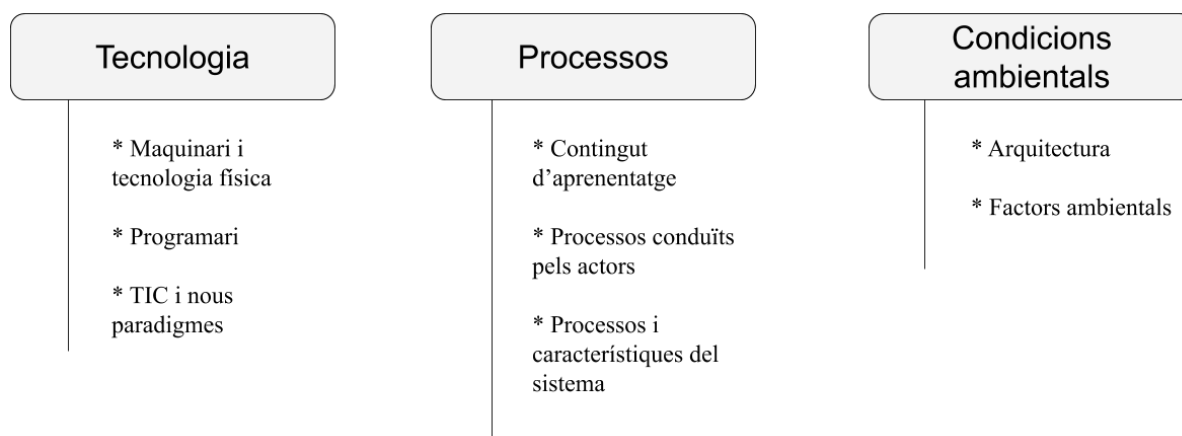 Tecnologia
* Maquinari i
tecnologia física
* Programari
* TIC i nous
paradigmes
Processos
* Contingut
d’aprenentatge
* Processos conduïts
pels actors
* Processos i
característiques del
sistema
Condicions
ambientals
* Arquitectura
* Factors ambientals